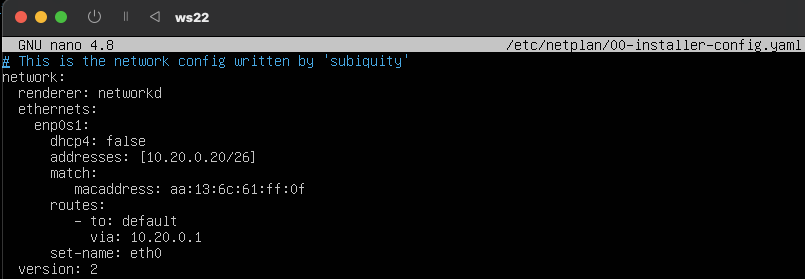 ws22
GNU nano 4.8 /etc/netplan/00-installer-config.yaml
# This is the network config written by 'subiquity'
network:
  renderer: networkd
  ethernets:
    enp0s1:
      dhcp4: false
      addresses: [10.20.0.20/26]
      match:
         macaddress: aa:13:6c:61:ff:0f
      routes:
         - to: default
           via: 10.20.0.1
      set-name: eth0
  version: 2